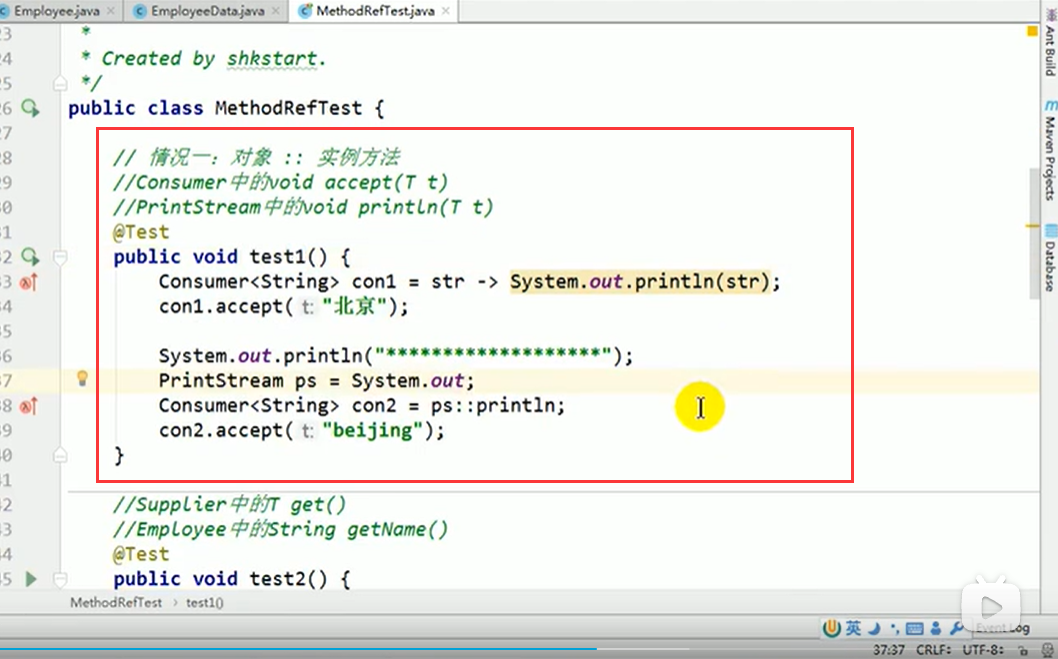 Employee.java × EmployeeData.java × MethodRefTest.java ×
23 *
24 * Created by shkstart.
25 */
26 public class MethodRefTest {
27
28 // 情况一：对象 :: 实例方法
29 //Consumer中的void accept(T t)
30 //PrintStream中的void println(T t)
31 @Test
32 public void test1() {
33 Consumer<String> con1 = str -> System.out.println(str);
34 con1.accept( t: "北京");
35
36 System.out.println("*******************");
37 PrintStream ps = System.out;
38 Consumer<String> con2 = ps::println;
39 con2.accept( t: "beijing");
40 }
41
42 //Supplier中的T get()
43 //Employee中的String getName()
44 @Test
45 public void test2() {
MethodRefTest › test1()
Ant Build
Maven Projects
Database
英
Event Log
37:37 CRLF÷ UTF-8÷